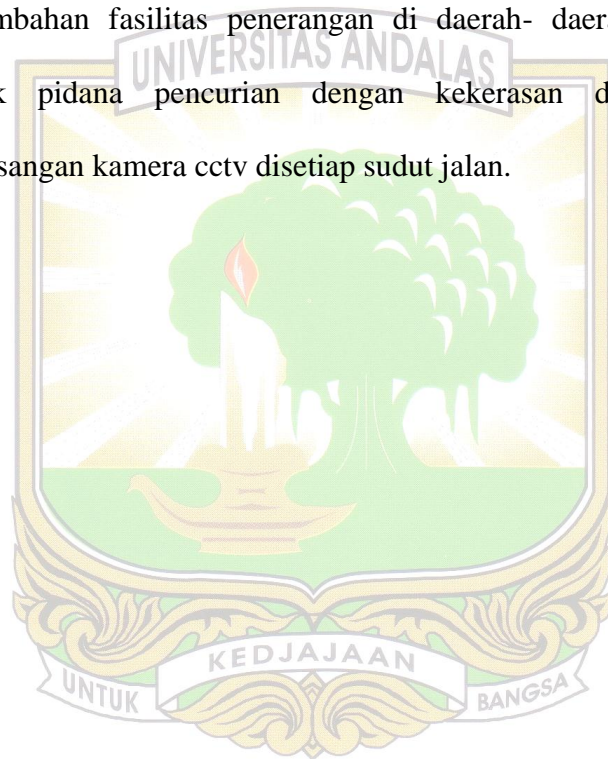 mbahan fasilitas penerangan di daerah- daera
UNIVERSITAS ANDALAS
k pidana pencurian dengan kekerasan d
sangan kamera cctv disetiap sudut jalan.
KEDJAJAAN
UNTUK BANGSA